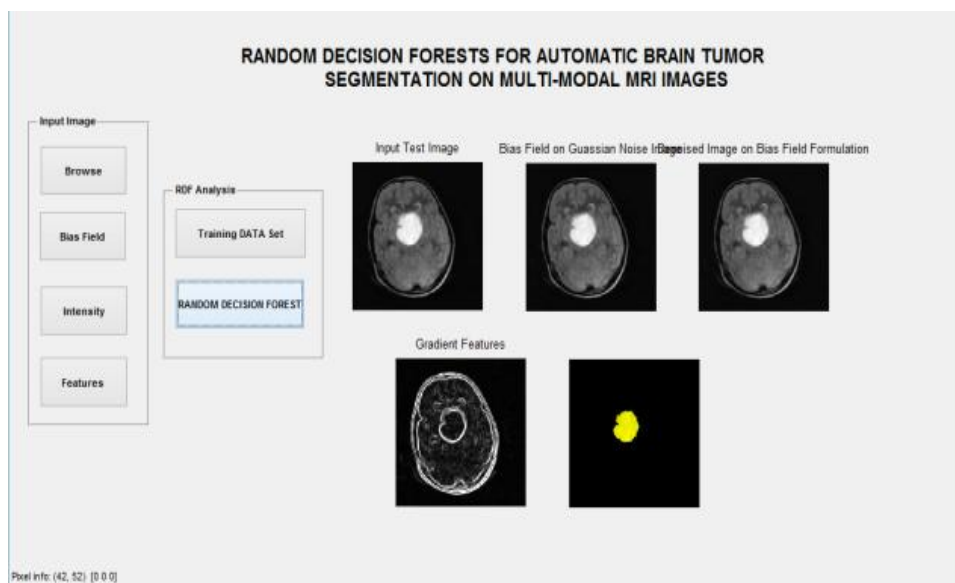 RANDOM DECISION FORESTS FOR AUTOMATIC BRAIN TUMOR
SEGMENTATION ON MULTI-MODAL MRI IMAGES
Input Image
Browse
Bias Field
Intensity
Features
RDF Analysis
Training DATA Set
RANDOM DECISION FOREST
Input Test Image
Bias Field on Guassian Noise Image
Denoised Image on Bias Field Formulation
Gradient Features
Pixel info: (42, 52) [0 0 0]